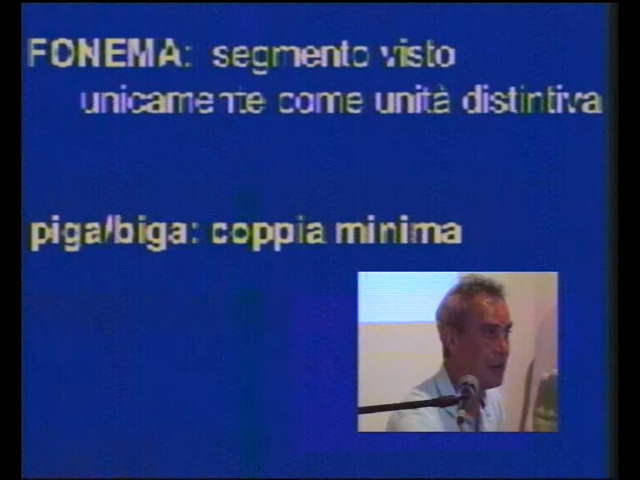 FONEMA: segmento visto
unicamente come unità distintiva
piga/biga: coppia minima